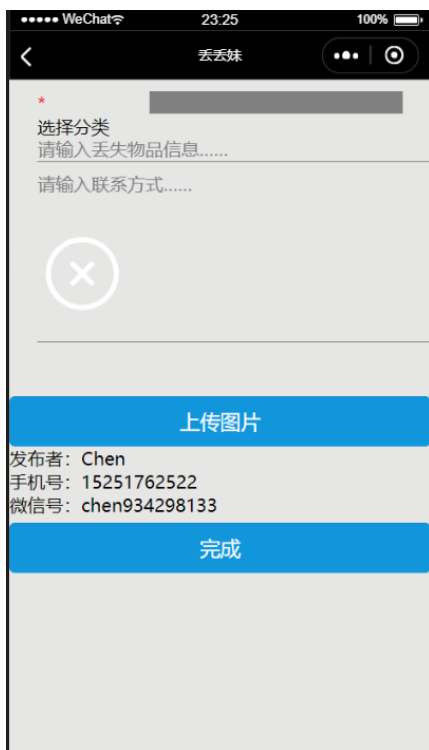 ●●●●● WeChat 23:25 100%
丢丢妹
*
选择分类
请输入丢失物品信息......
请输入联系方式......
上传图片
发布者：Chen
手机号：15251762522
微信号：chen934298133
完成